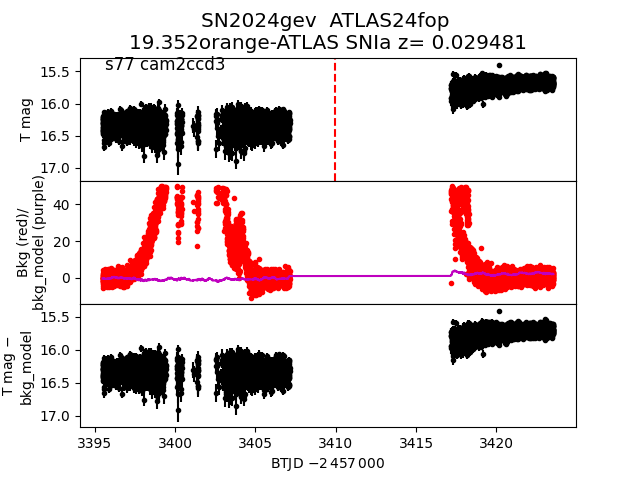 SN2024gev  ATLAS24fop
19.352orange-ATLAS SNIa z= 0.029481
s77 cam2ccd3
15.5
16.0
16.5
17.0
T mag
40
20
0
Bkg (red)/
bkg_model (purple)
15.5
16.0
16.5
17.0
T mag −
bkg_model
3395 3400 3405 3410 3415 3420
BTJD −2 457 000